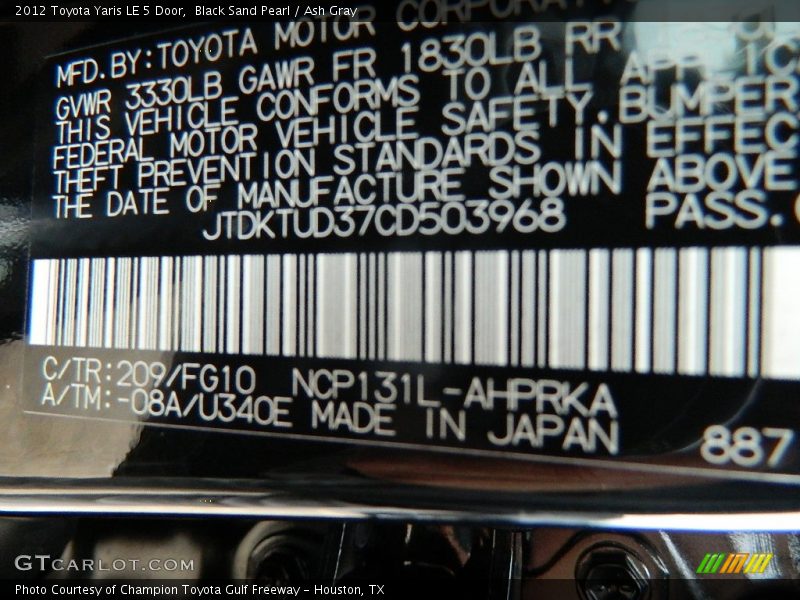 2012 Toyota Yaris LE 5 Door,  Black Sand Pearl / Ash Gray
MFD.BY:TOYOTA MOTOR CORPORATION
GVWR 3330LB GAWR FR 1830LB RR
THIS VEHICLE CONFORMS TO ALL APPLIC
FEDERAL MOTOR VEHICLE SAFETY.BUMPER
THEFT PREVENTION STANDARDS IN EFFEC
THE DATE OF MANUFACTURE SHOWN ABOVE
JTDKTUD37CD503968 PASS.
C/TR:209/FG10 NCP131L-AHPRKA
A/TM:-08A/U340E MADE IN JAPAN 887
GTCARLOT.COM
Photo Courtesy of Champion Toyota Gulf Freeway - Houston, TX